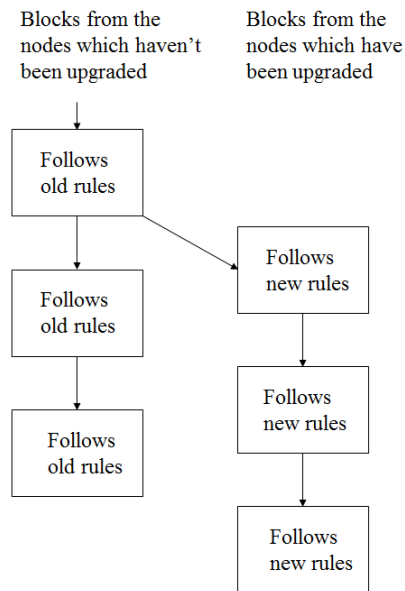 Blocks from the
nodes which haven't
been upgraded
Blocks from the
nodes which have
been upgraded
Follows
old rules
Follows
new rules
Follows
old rules
Follows
new rules
Follows
old rules
Follows
new rules